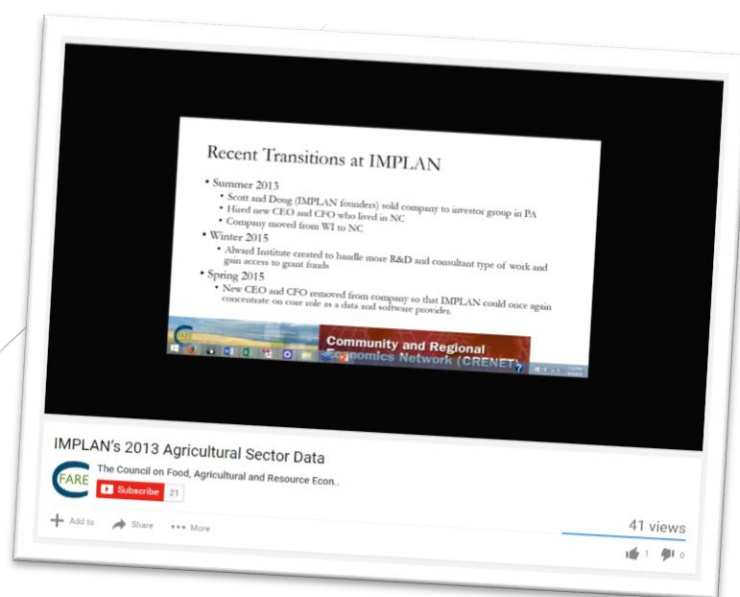 Recent Transitions at IMPLAN
• Summer 2013
• Scott and Doug (IMPLAN founders) sold company to investor group in PA
• Hired new CEO and CFO who lived in NC
• Company moved from WI to NC
• Winter 2015
• Alward Institute created to handle more R&D and consultant type of work and
gain access to grant funds
• Spring 2015
• New CEO and CFO removed from company so that IMPLAN could once again
concentrate on core role as a data and software provider.
Community and Regional
Economics Network (CRENET)
IMPLAN's 2013 Agricultural Sector Data
CFARE
The Council on Food, Agricultural and Resource Econ..
Subscribe 21
Add to Share More
41 views
1 0